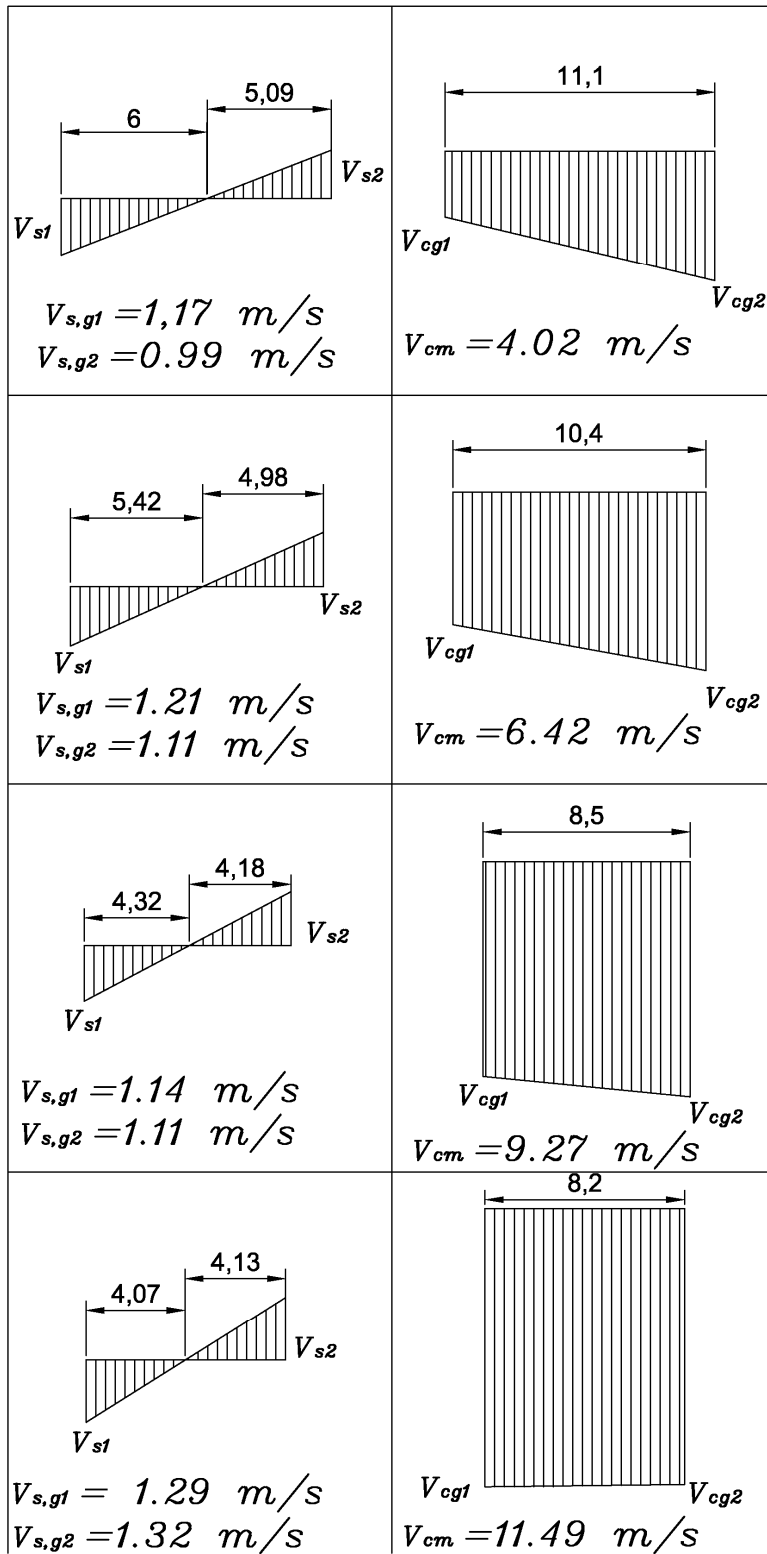 6
5,09
V s1
V s2
V s,g1 =1,17 m/s
V s,g2 =0.99 m/s
11,1
V cg1
V cg2
V cm =4.02 m/s
5,42
4,98
V s2
V s1
V s,g1 =1.21 m/s
V s,g2 =1.11 m/s
10,4
V cg1
V cg2
V cm =6.42 m/s
4,32
4,18
V s2
V s1
V s,g1 =1.14 m/s
V s,g2 =1.11 m/s
8,5
V cg1
V cg2
V cm =9.27 m/s
4,07
4,13
V s2
V s1
V s,g1 = 1.29 m/s
V s,g2 =1.32 m/s
8,2
V cg1
V cg2
V cm =11.49 m/s